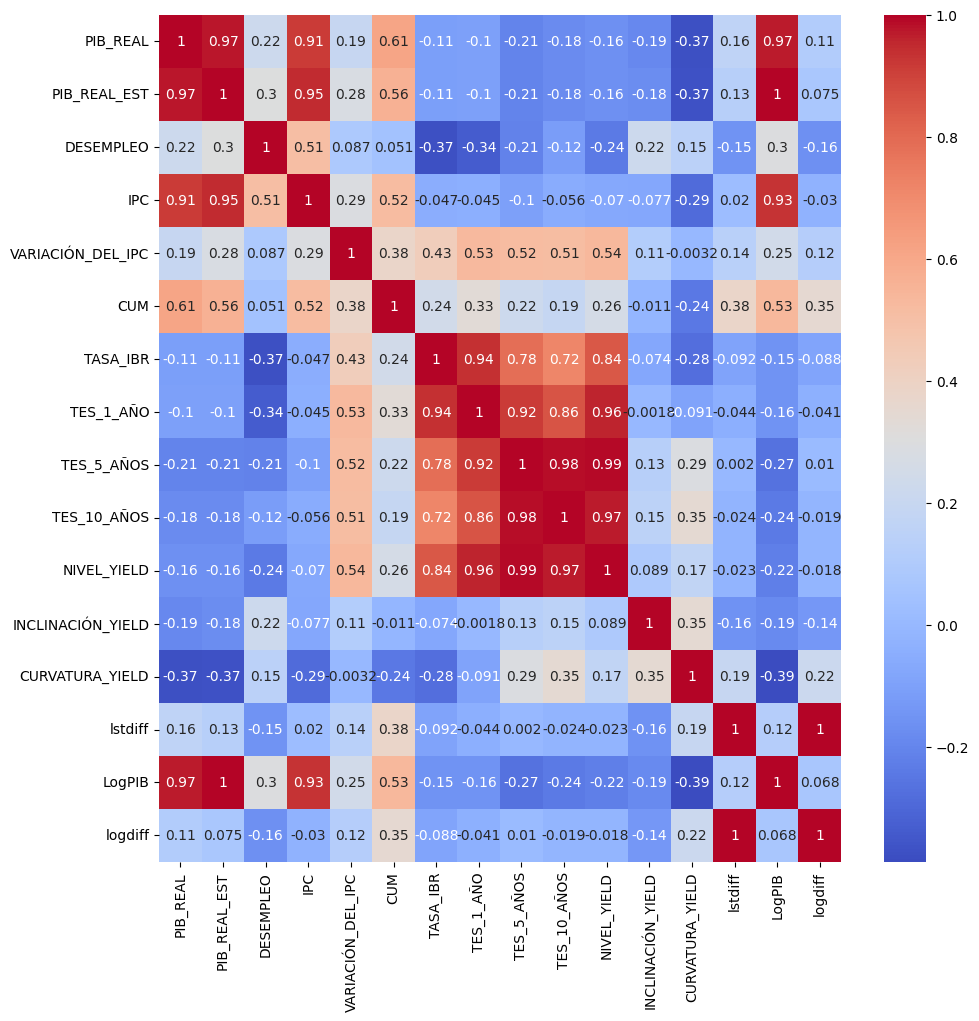 PIB_REAL 1 0.97 0.22 0.91 0.19 0.61 -0.11 -0.1 -0.21 -0.18 -0.16 -0.19 -0.37 0.16 0.97 0.11
PIB_REAL_EST 0.97 1 0.3 0.95 0.28 0.56 -0.11 -0.1 -0.21 -0.18 -0.16 -0.18 -0.37 0.13 1 0.075
DESEMPLEO 0.22 0.3 1 0.51 0.087 0.051 -0.37 -0.34 -0.21 -0.12 -0.24 0.22 0.15 -0.15 0.3 -0.16
IPC 0.91 0.95 0.51 1 0.29 0.52 -0.047 -0.045 -0.1 -0.056 -0.07 -0.077 -0.29 0.02 0.93 -0.03
VARIACIÓN_DEL_IPC 0.19 0.28 0.087 0.29 1 0.38 0.43 0.53 0.52 0.51 0.54 0.11 -0.0032 0.14 0.25 0.12
CUM 0.61 0.56 0.051 0.52 0.38 1 0.24 0.33 0.22 0.19 0.26 -0.011 -0.24 0.38 0.53 0.35
TASA_IBR -0.11 -0.11 -0.37 -0.047 0.43 0.24 1 0.94 0.78 0.72 0.84 -0.074 -0.28 -0.092 -0.15 -0.088
TES_1_AÑO -0.1 -0.1 -0.34 -0.045 0.53 0.33 0.94 1 0.92 0.86 0.96 -0.0018 -0.091 -0.044 -0.16 -0.041
TES_5_AÑOS -0.21 -0.21 -0.21 -0.1 0.52 0.22 0.78 0.92 1 0.98 0.99 0.13 0.29 0.002 -0.27 0.01
TES_10_AÑOS -0.18 -0.18 -0.12 -0.056 0.51 0.19 0.72 0.86 0.98 1 0.97 0.15 0.35 -0.024 -0.24 -0.019
NIVEL_YIELD -0.16 -0.16 -0.24 -0.07 0.54 0.26 0.84 0.96 0.99 0.97 1 0.089 0.17 -0.023 -0.22 -0.018
INCLINACIÓN_YIELD -0.19 -0.18 0.22 -0.077 0.11 -0.011 -0.074 -0.0018 0.13 0.15 0.089 1 0.35 -0.16 -0.19 -0.14
CURVATURA_YIELD -0.37 -0.37 0.15 -0.29 -0.0032 -0.24 -0.28 -0.091 0.29 0.35 0.17 0.35 1 0.19 -0.39 0.22
lstdiff 0.16 0.13 -0.15 0.02 0.14 0.38 -0.092 -0.044 0.002 -0.024 -0.023 -0.16 0.19 1 0.12 1
LogPIB 0.97 1 0.3 0.93 0.25 0.53 -0.15 -0.16 -0.27 -0.24 -0.22 -0.19 -0.39 0.12 1 0.068
logdiff 0.11 0.075 -0.16 -0.03 0.12 0.35 -0.088 -0.041 0.01 -0.019 -0.018 -0.14 0.22 1 0.068 1
PIB_REAL
PIB_REAL_EST
DESEMPLEO
IPC
VARIACIÓN_DEL_IPC
CUM
TASA_IBR
TES_1_AÑO
TES_5_AÑOS
TES_10_AÑOS
NIVEL_YIELD
INCLINACIÓN_YIELD
CURVATURA_YIELD
lstdiff
LogPIB
logdiff
1.0
0.8
0.6
0.4
0.2
0.0
−0.2